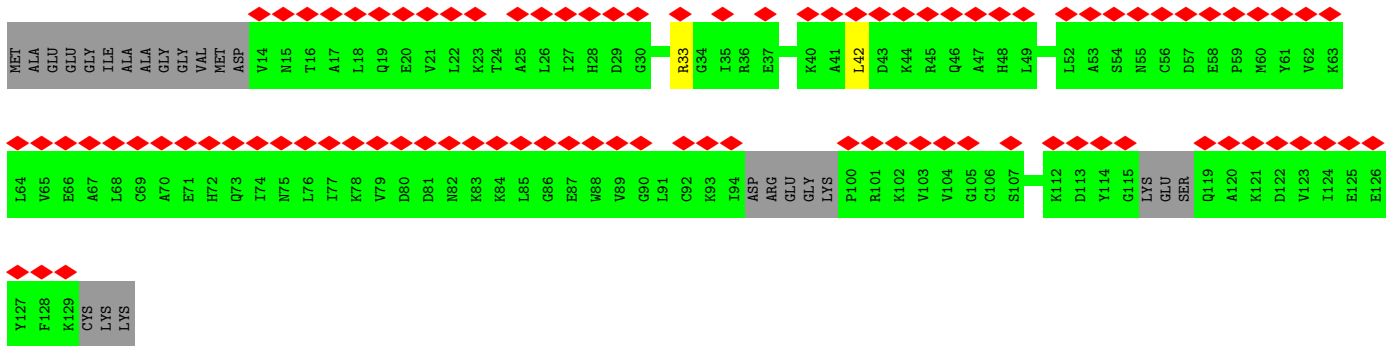 MET ALA GLU GLU GLY ILE ALA ALA GLY GLY VAL MET ASP V14 N15 T16 A17 L18 Q19 E20 V21 L22 K23 T24 A25 L26 I27 H28 D29 G30 R33 G34 I35 R36 E37 K40 A41 L42 D43 K44 R45 Q46 A47 H48 L49 L52 A53 S54 N55 C56 D57 E58 P59 M60 Y61 V62 K63
L64 V65 E66 A67 L68 C69 A70 E71 H72 Q73 I74 N75 L76 I77 K78 V79 D80 D81 N82 K83 K84 L85 G86 E87 W88 V89 G90 L91 C92 K93 I94 ASP ARG GLU GLY LYS P100 R101 K102 V103 V104 G105 C106 S107 K112 D113 Y114 G115 LYS GLU SER Q119 A120 K121 D122 V123 I124 E125 E126
Y127 F128 K129 CYS LYS LYS